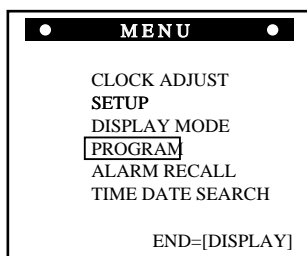 MENU
CLOCK ADJUST
SETUP
DISPLAY MODE
PROGRAM
ALARM RECALL
TIME DATE SEARCH
END=[DISPLAY]